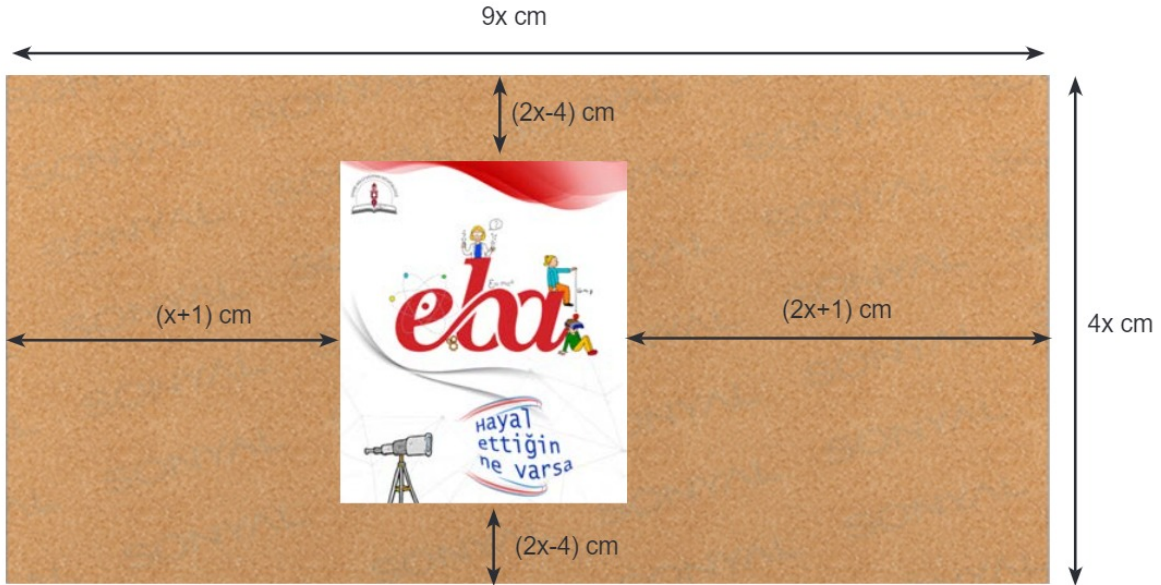 9x cm
(2x-4) cm
(x+1) cm
eba
(2x+1) cm
4x cm
Hayal
ettiğin
ne varsa
(2x-4) cm